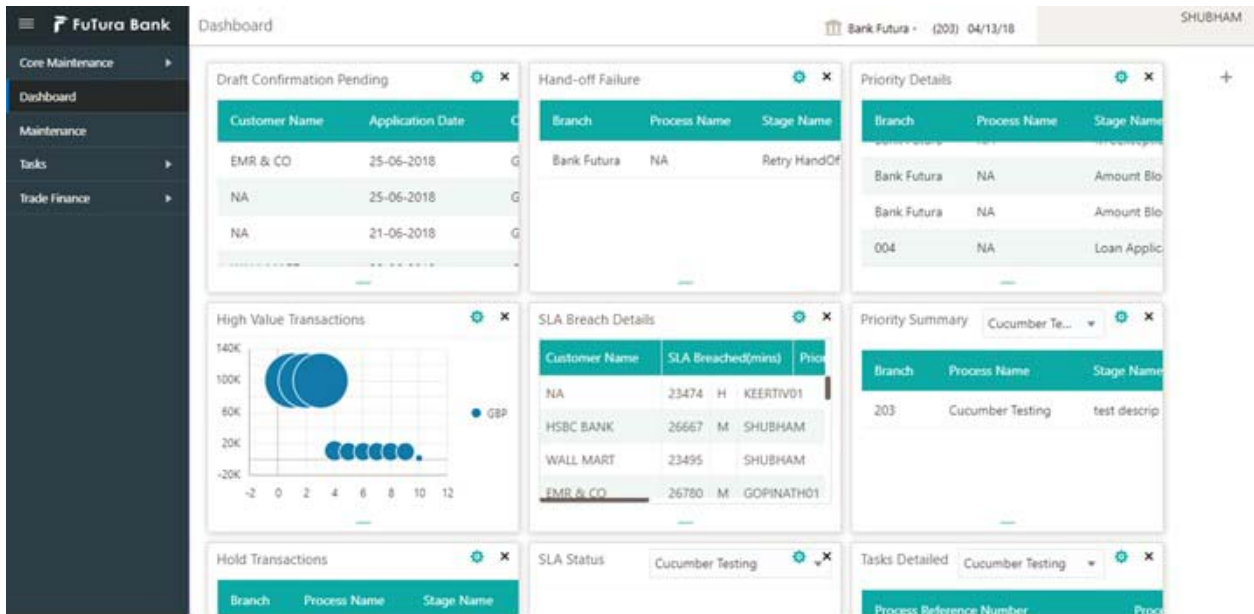 FuTura Bank
Dashboard
Bank Futura - (203) 04/13/18
SHUBHAM
Core Maintenance
Dashboard
Maintenance
Tasks
Trade Finance
Draft Confirmation Pending
Customer Name Application Date C
EMR & CO 25-06-2018 G
NA 25-06-2018 G
NA 21-06-2018 G
Hand-off Failure
Branch Process Name Stage Name
Bank Futura NA Retry HandOf
Priority Details
Branch Process Name Stage Name
Bank Futura NA Amount Blo
Bank Futura NA Amount Blo
004 NA Loan Applic
High Value Transactions
140K
100K
60K
20K
-20K
-2 0 2 4 6 8 10 12
GBP
SLA Breach Details
Customer Name SLA Breached(mins) Prior
NA 23474 H KEERTIV01
HSBC BANK 26667 M SHUBHAM
WALL MART 23495 SHUBHAM
EMR & CO 26780 M GOPINATH01
Priority Summary Cucumber Te...
Branch Process Name Stage Name
203 Cucumber Testing test descrip
Hold Transactions
Branch Process Name Stage Name
SLA Status Cucumber Testing
Tasks Detailed Cucumber Testing
Process Reference Number Proce